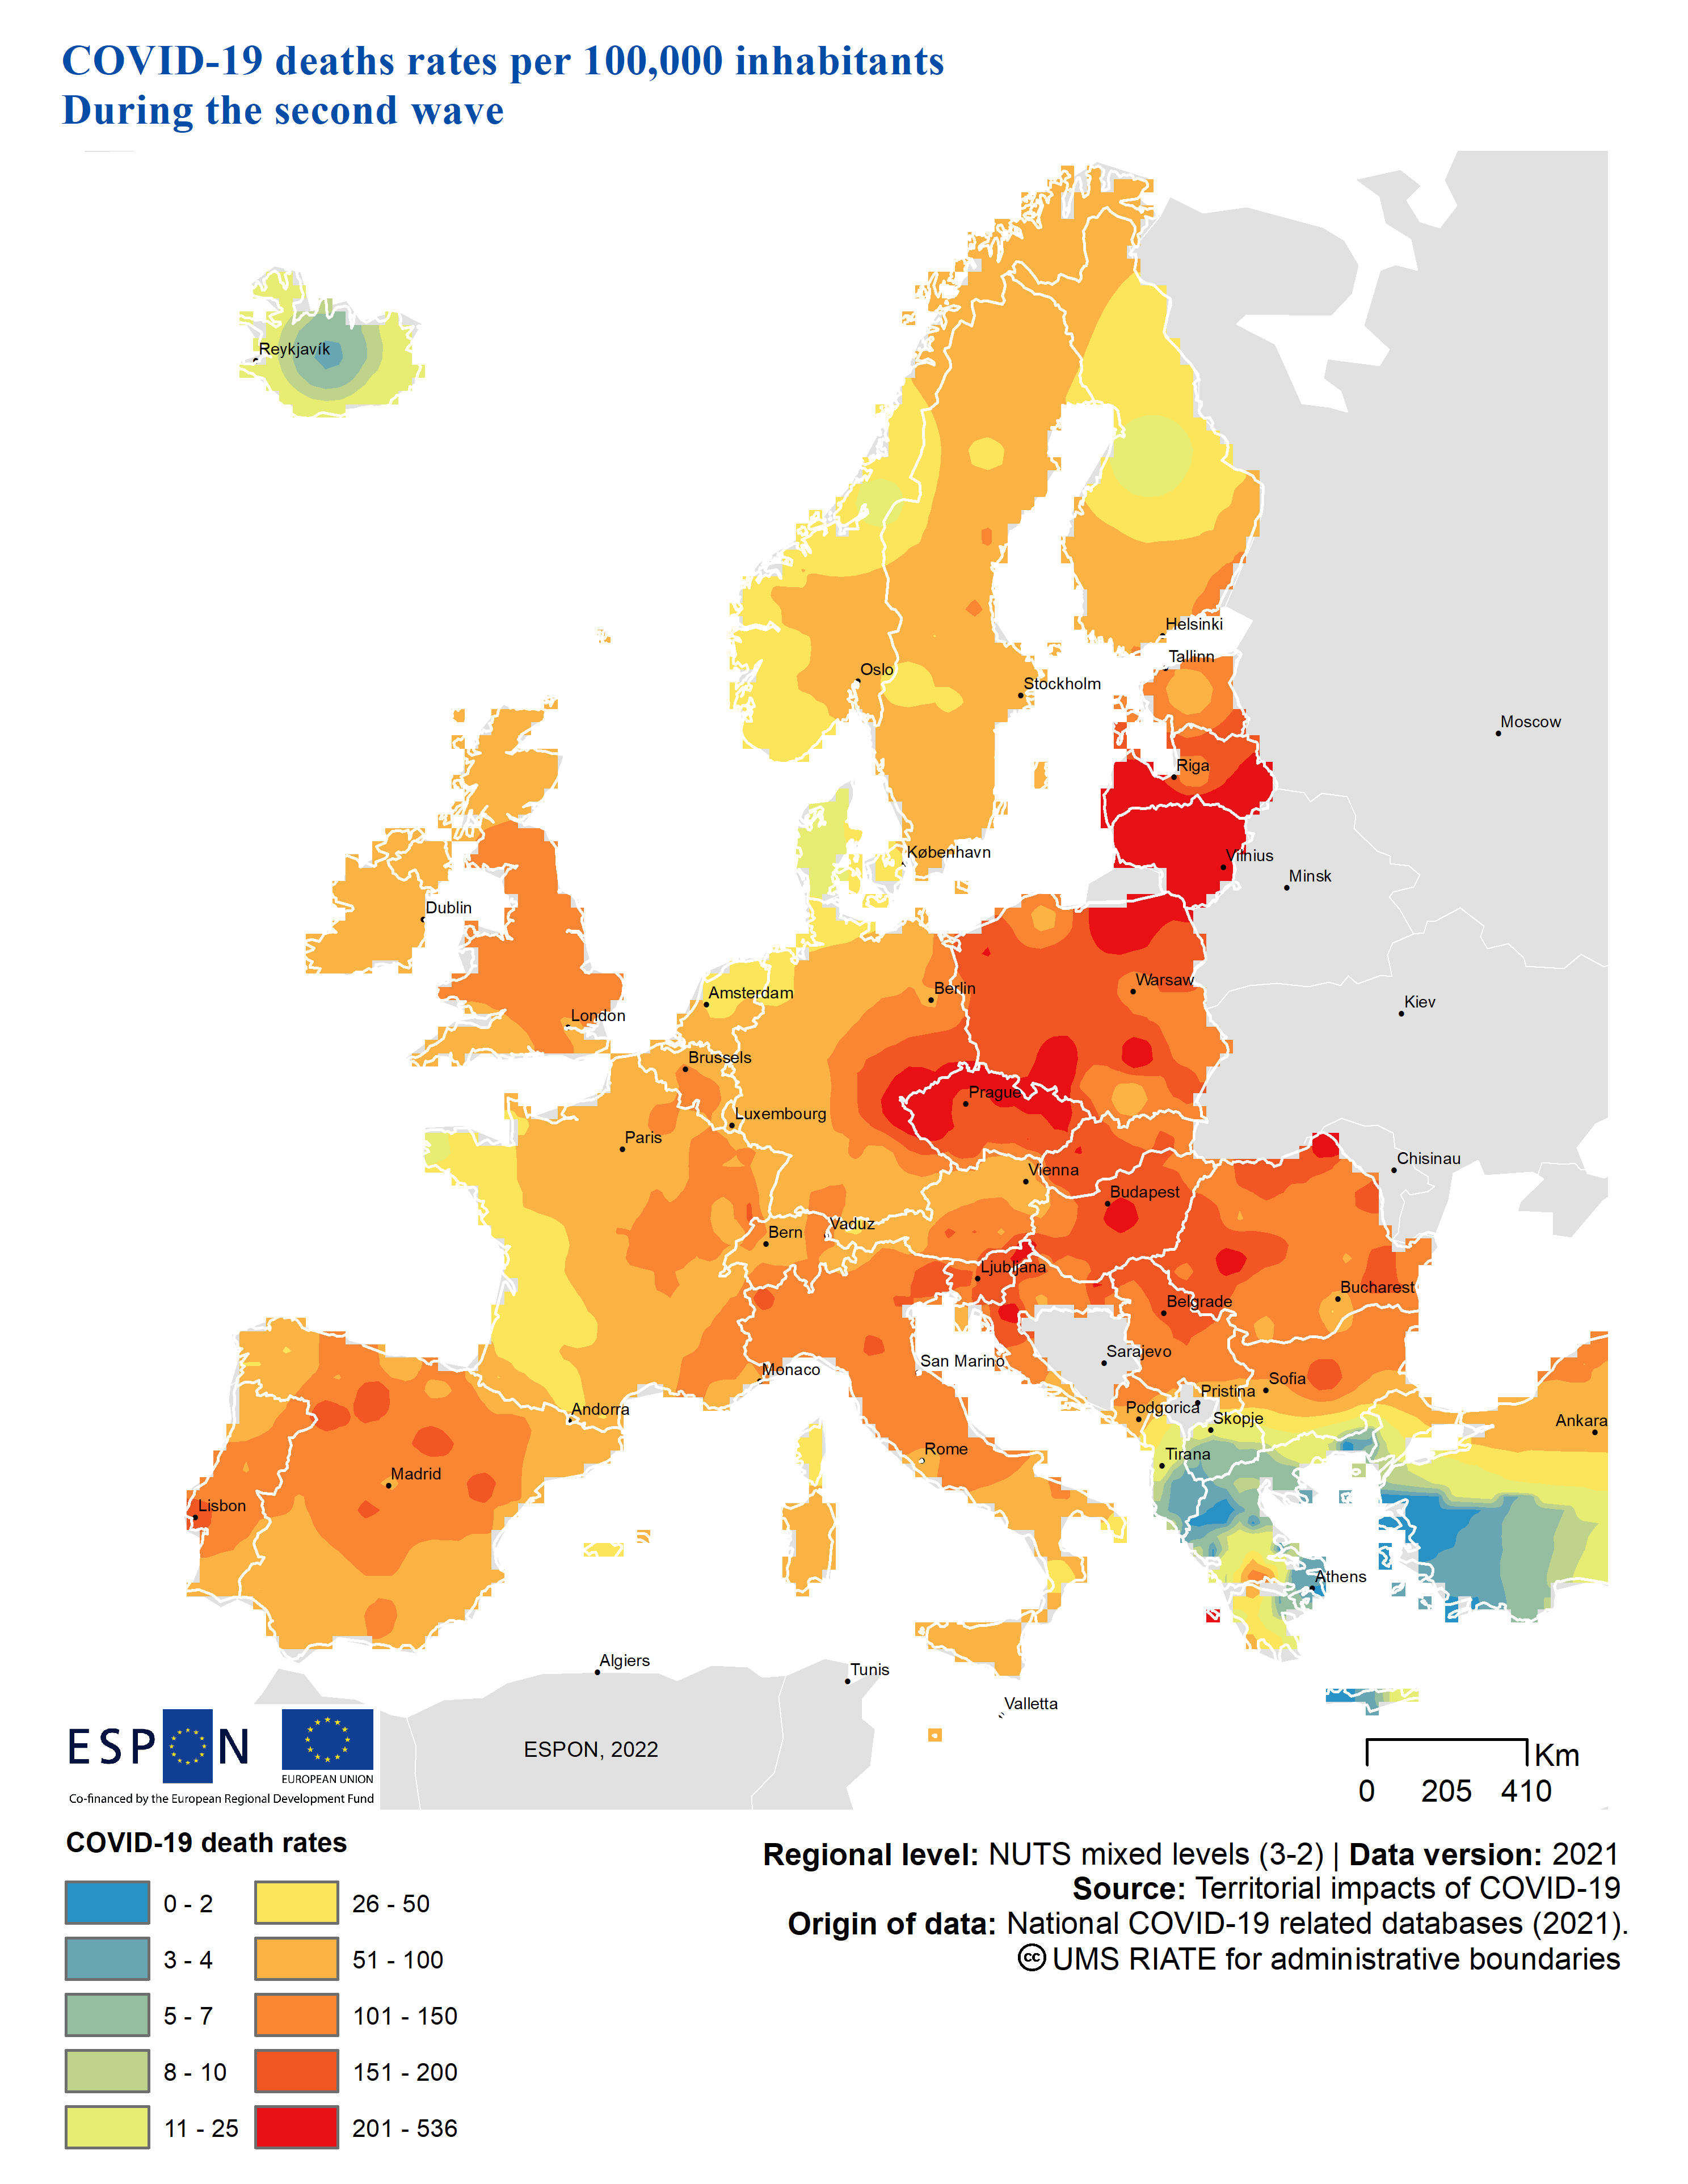 COVID-19 deaths rates per 100,000 inhabitants
During the second wave
Reykjavík
Helsinki
Tallinn
Oslo
Stockholm
Moscow
Riga
København
Vilnius
Minsk
Dublin
Warsaw
Berlin
Amsterdam
Kiev
London
Brussels
Prague
Luxembourg
Paris
Chisinau
Vienna
Budapest
Vaduz
Bern
Ljubljana
Bucharest
Belgrade
Sarajevo
San Marino
Monaco
Sofia
Pristina
Andorra
Podgorica
Skopje
Ankara
Rome
Tirana
Madrid
Lisbon
Athens
Algiers
Tunis
Valletta
ESPON
EUROPEAN UNION
Co-financed by the European Regional Development Fund
ESPON, 2022
Km
0 205 410
COVID-19 death rates
0 - 2
3 - 4
5 - 7
8 - 10
11 - 25
26 - 50
51 - 100
101 - 150
151 - 200
201 - 536
Regional level: NUTS mixed levels (3-2) | Data version: 2021
Source: Territorial impacts of COVID-19
Origin of data: National COVID-19 related databases (2021).
cc UMS RIATE for administrative boundaries